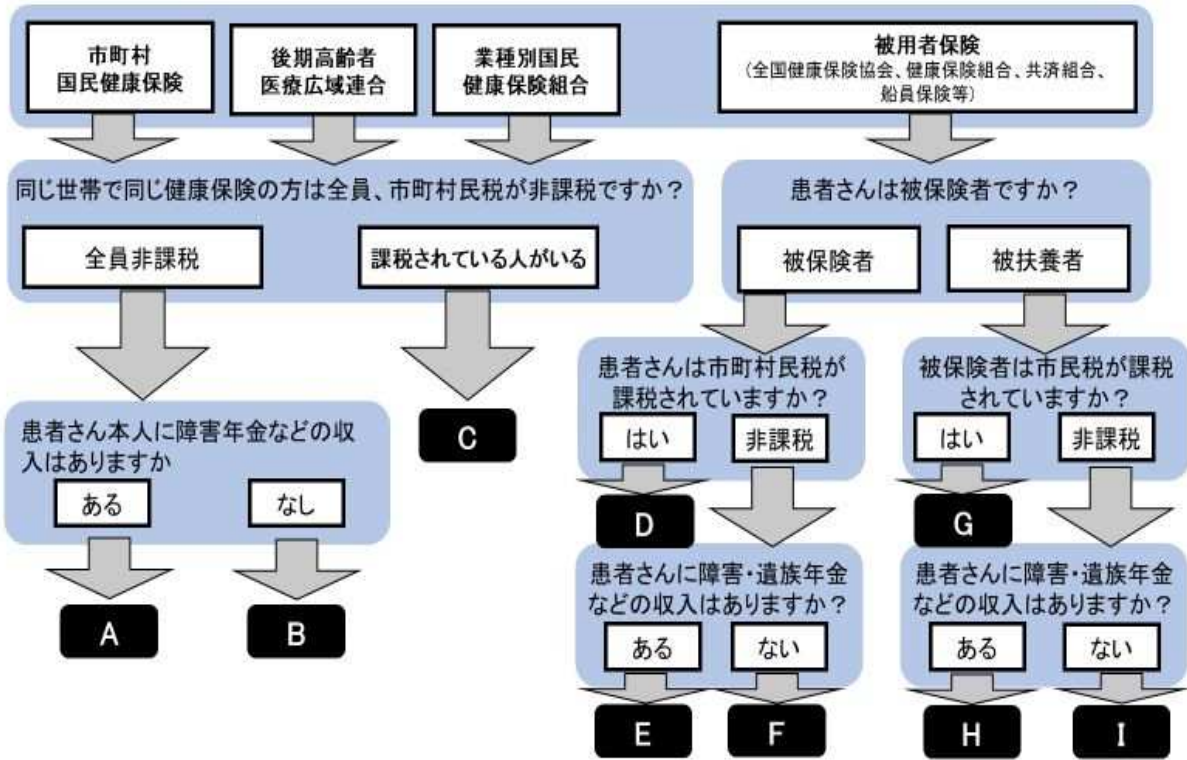 市町村
国民健康保険
後期高齢者
医療広域連合
業種別国民
健康保険組合
被用者保険
（全国健康保険協会、健康保険組合、共済組合、
船員保険等）
同じ世帯で同じ健康保険の方は全員、市町村民税が非課税ですか？
全員非課税
課税されている人がいる
患者さんは被保険者ですか？
被保険者
被扶養者
患者さん本人に障害年金などの収
入はありますか
ある
なし
A
B
C
患者さんは市町村民税が
課税されていますか？
はい
非課税
D
患者さんに障害・遺族年金
などの収入はありますか？
ある
ない
E
F
被保険者は市民税が課税
されていますか？
はい
非課税
G
患者さんに障害・遺族年金
などの収入はありますか？
ある
ない
H
I